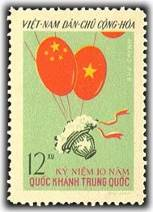 VIỆT-NAM DÂN-CHỦ CỘNG-HÒA
12 XU
KỶ NIỆM 10 NĂM
QUỐC KHÁNH TRUNG QUỐC